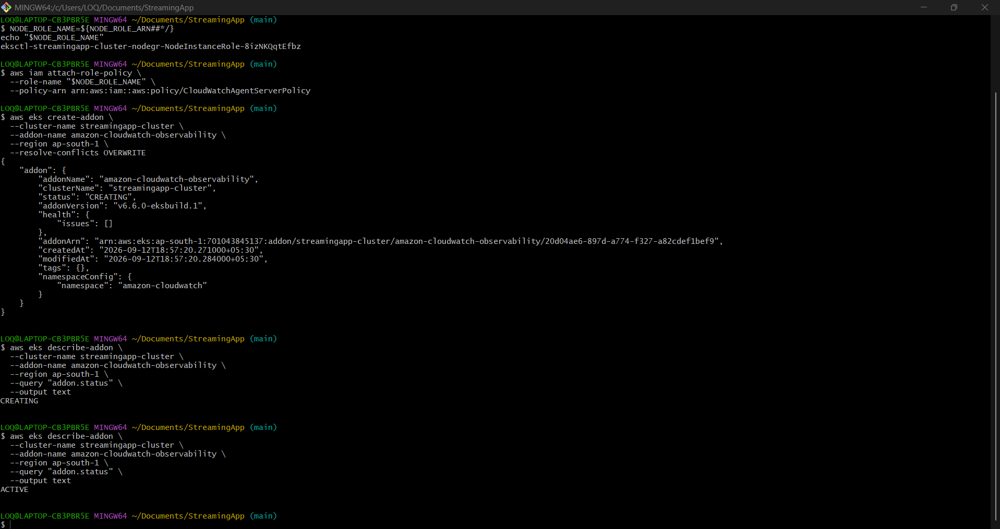 MINGW64:/c/Users/LOQ/Documents/StreamingApp
LOQ@LAPTOP-CB3PBR5E MINGW64 ~/Documents/StreamingApp (main)
$ NODE_ROLE_NAME=${NODE_ROLE_ARN##*/}
echo "$NODE_ROLE_NAME"
eksctl-streamingapp-cluster-nodegr-NodeInstanceRole-8izNKQqtEfbz
LOQ@LAPTOP-CB3PBR5E MINGW64 ~/Documents/StreamingApp (main)
$ aws iam attach-role-policy \
  --role-name "$NODE_ROLE_NAME" \
  --policy-arn arn:aws:iam::aws:policy/CloudWatchAgentServerPolicy
LOQ@LAPTOP-CB3PBR5E MINGW64 ~/Documents/StreamingApp (main)
$ aws eks create-addon \
  --cluster-name streamingapp-cluster \
  --addon-name amazon-cloudwatch-observability \
  --region ap-south-1 \
  --resolve-conflicts OVERWRITE
{
    "addon": {
        "addonName": "amazon-cloudwatch-observability",
        "clusterName": "streamingapp-cluster",
        "status": "CREATING",
        "addonVersion": "v6.6.0-eksbuild.1",
        "health": {
            "issues": []
        },
        "addonArn": "arn:aws:eks:ap-south-1:701043845137:addon/streamingapp-cluster/amazon-cloudwatch-observability/20d04ae6-897d-a774-f327-a82cdef1bef9",
        "createdAt": "2026-09-12T18:57:20.271000+05:30",
        "modifiedAt": "2026-09-12T18:57:20.284000+05:30",
        "tags": {},
        "namespaceConfig": {
            "namespace": "amazon-cloudwatch"
        }
    }
}
LOQ@LAPTOP-CB3PBR5E MINGW64 ~/Documents/StreamingApp (main)
$ aws eks describe-addon \
  --cluster-name streamingapp-cluster \
  --addon-name amazon-cloudwatch-observability \
  --region ap-south-1 \
  --query "addon.status" \
  --output text
CREATING
LOQ@LAPTOP-CB3PBR5E MINGW64 ~/Documents/StreamingApp (main)
$ aws eks describe-addon \
  --cluster-name streamingapp-cluster \
  --addon-name amazon-cloudwatch-observability \
  --region ap-south-1 \
  --query "addon.status" \
  --output text
ACTIVE
LOQ@LAPTOP-CB3PBR5E MINGW64 ~/Documents/StreamingApp (main)
$